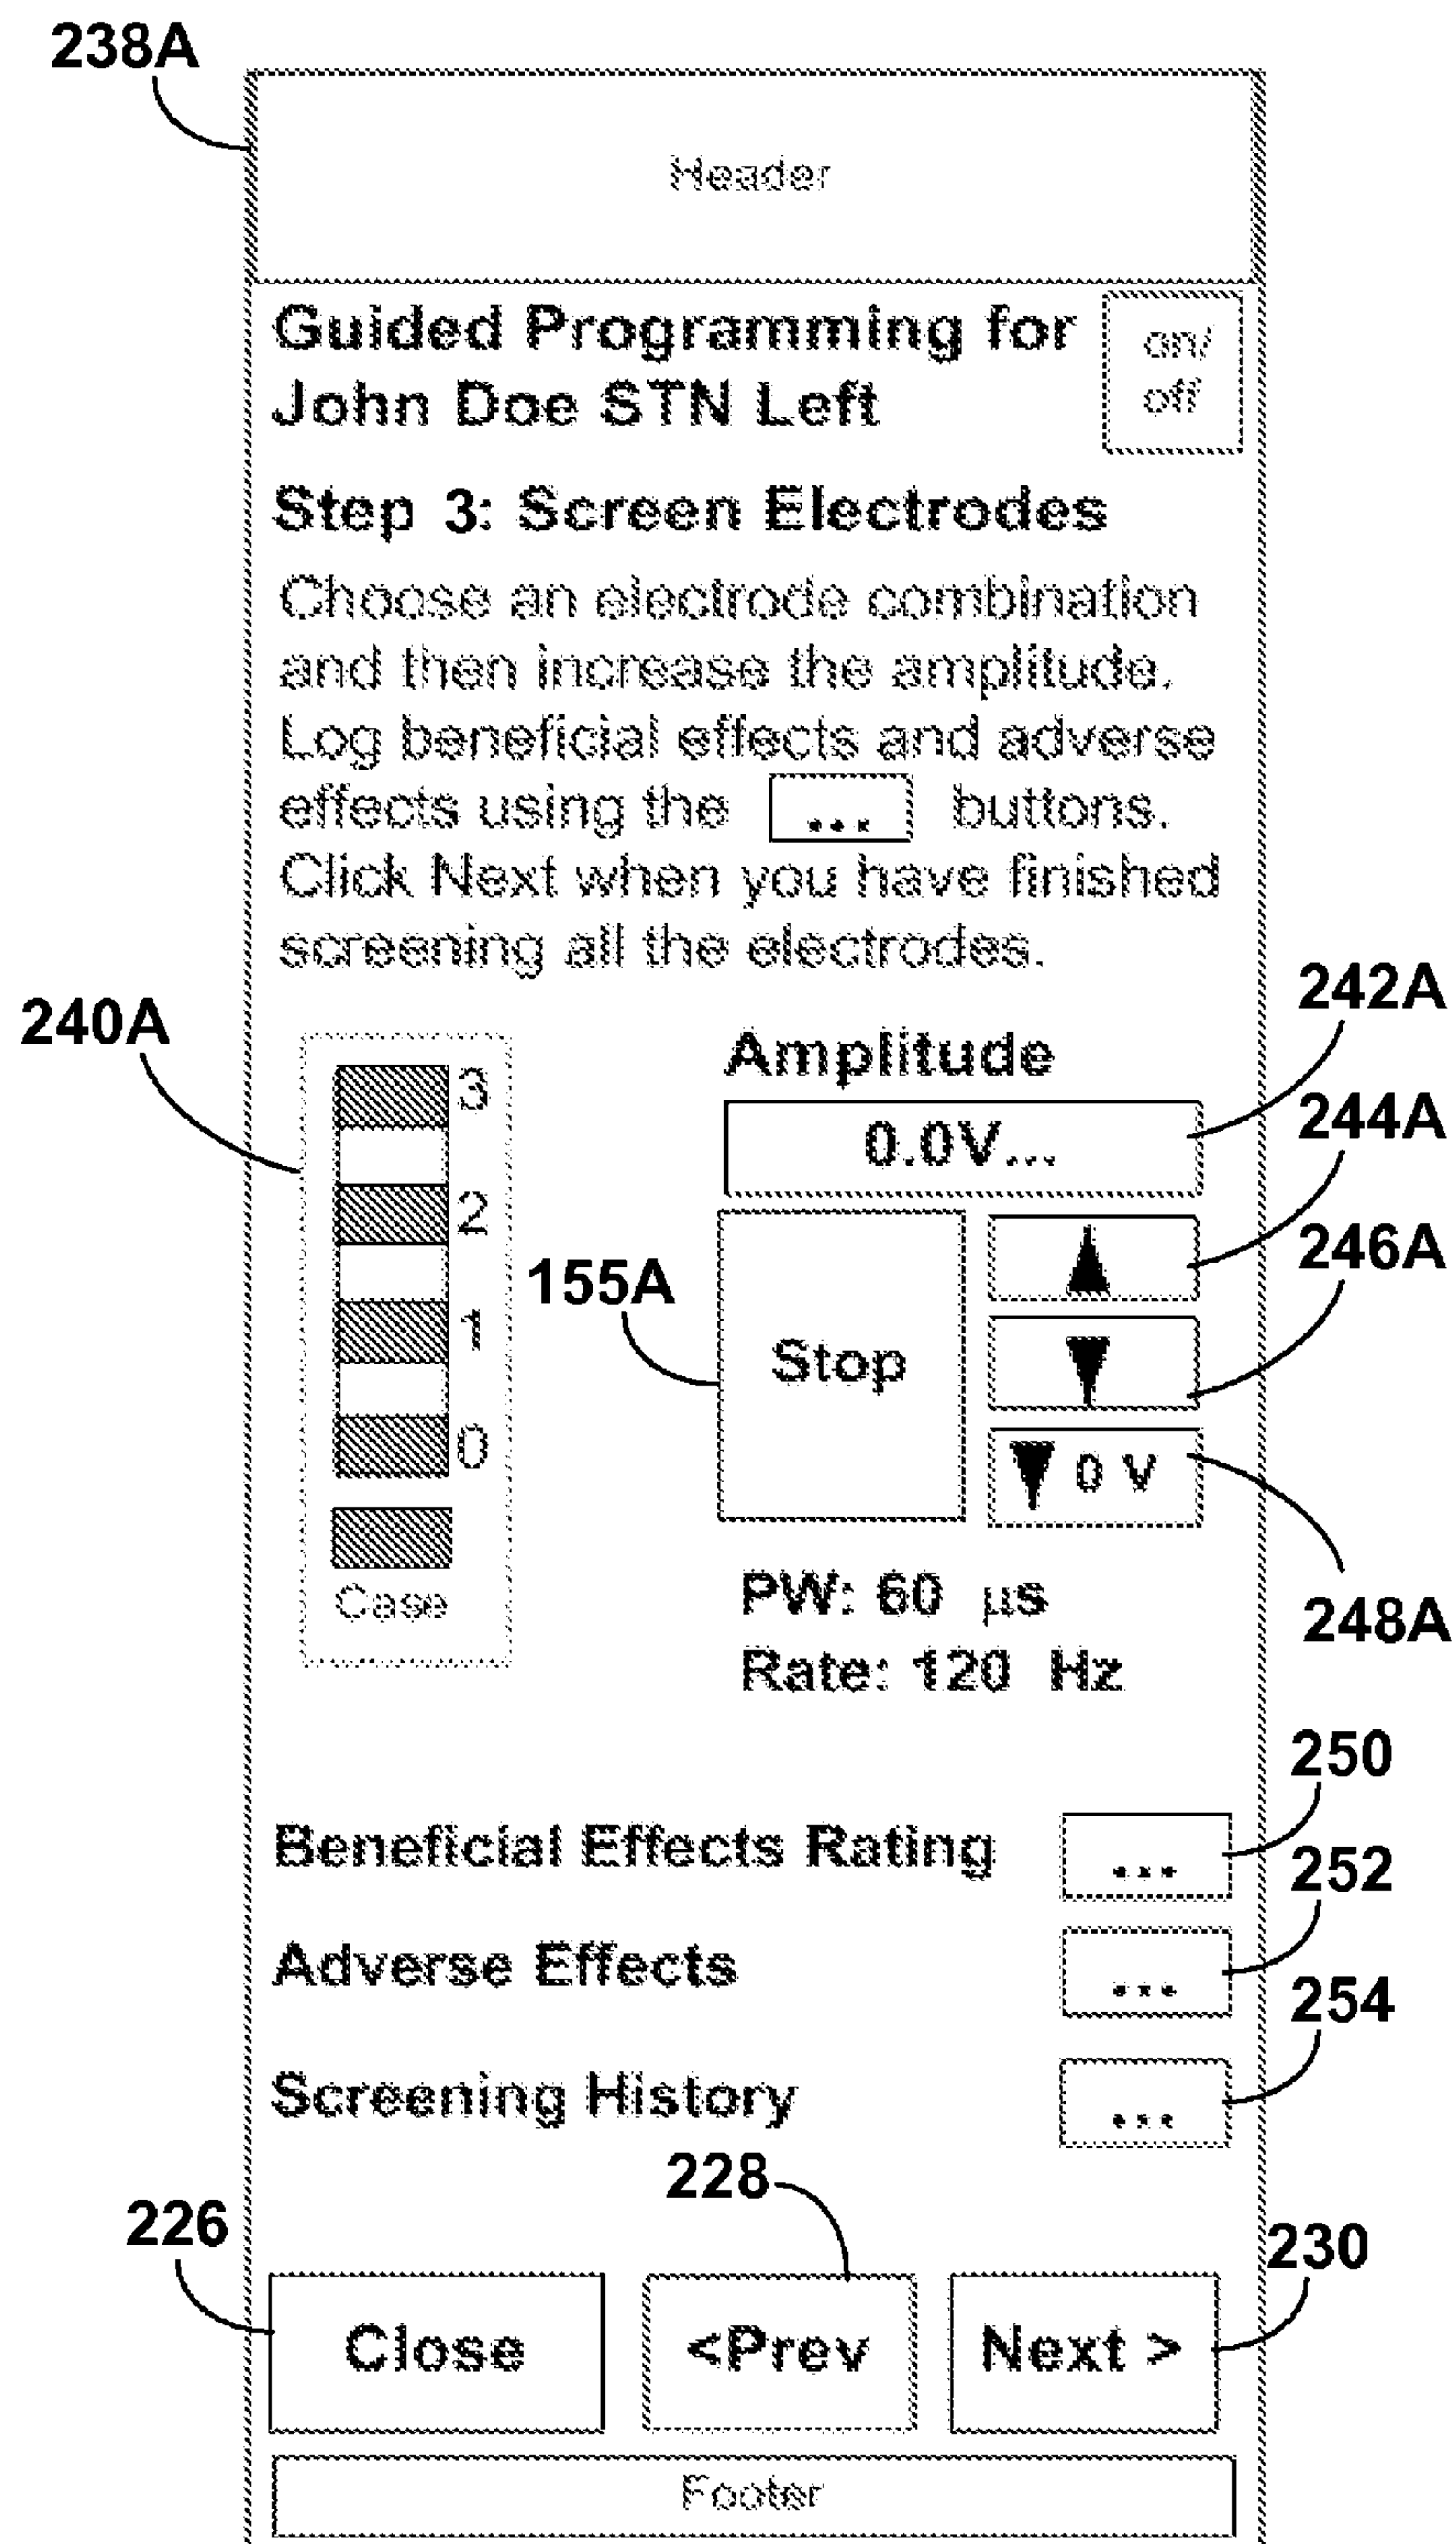 238A
Header
Guided Programming for
John Doe STN Left
on/
off
Step 3: Screen Electrodes
Choose an electrode combination
and then increase the amplitude.
Log beneficial effects and adverse
effects using the ... buttons.
Click Next when you have finished
screening all the electrodes.
240A
3
2
1
0
Case
Amplitude
242A
0.0V...
244A
155A
Stop
246A
0 V
248A
PW: 60 µs
Rate: 120 Hz
250
Beneficial Effects Rating ...
252
Adverse Effects ...
254
Screening History ...
228
226
230
Close
<Prev
Next >
Footer